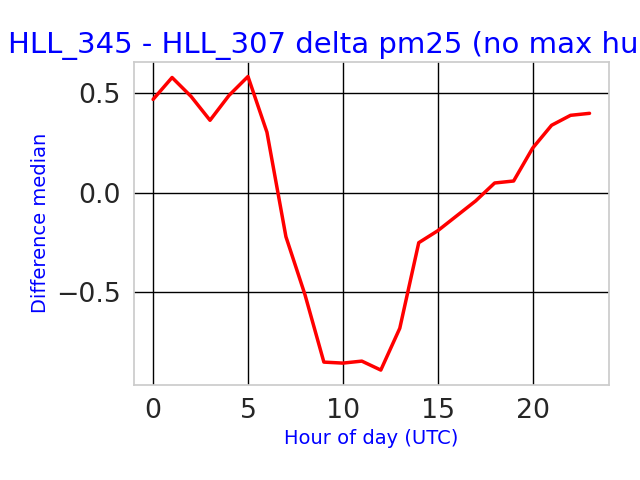 HLL_345 - HLL_307 delta pm25 (no max hu
0.5
0.0
−0.5
Difference median
0 5 10 15 20
Hour of day (UTC)